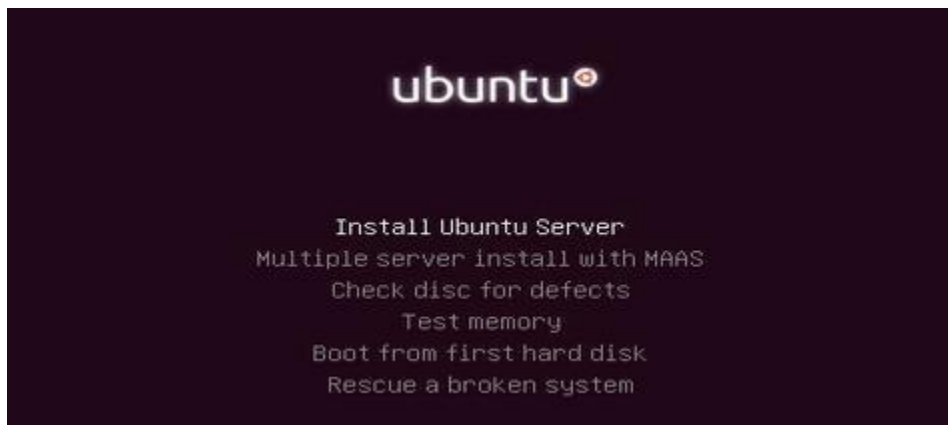 ubuntu
Install Ubuntu Server
Multiple server install with MAAS
Check disc for defects
Test memory
Boot from first hard disk
Rescue a broken system